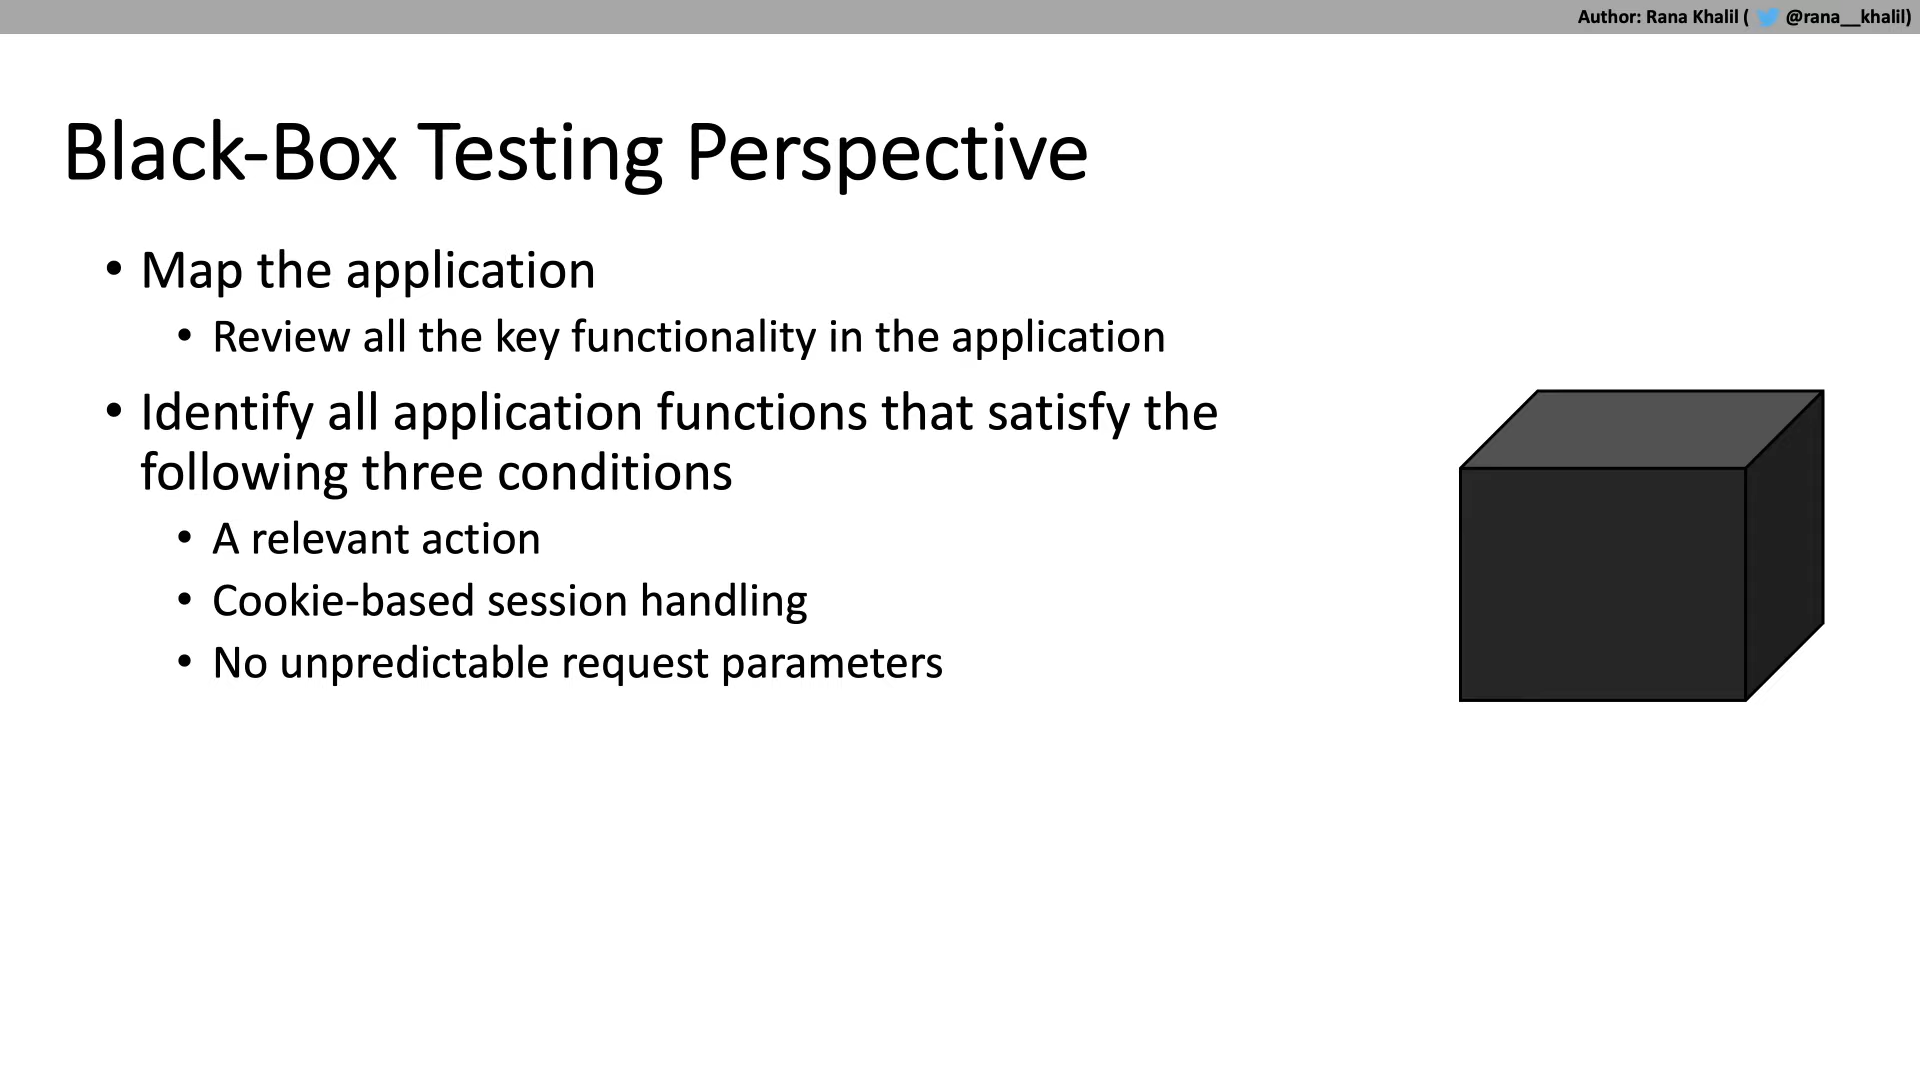 Author: Rana Khalil ( @rana__khalil)
Black-Box Testing Perspective
• Map the application
• Review all the key functionality in the application
• Identify all application functions that satisfy the
following three conditions
• A relevant action
• Cookie-based session handling
• No unpredictable request parameters